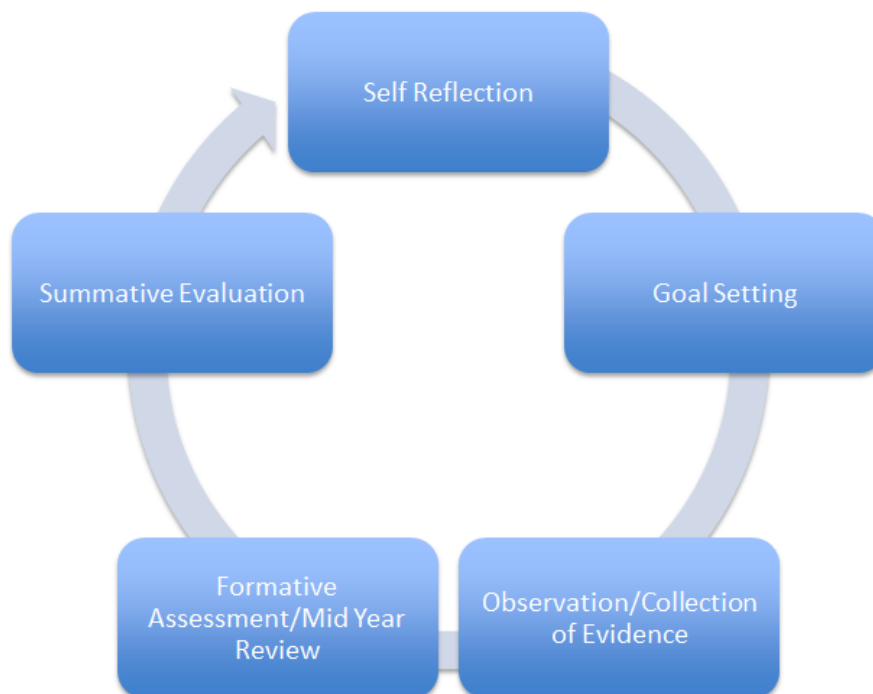 Self Reflection
Goal Setting
Observation/Collection
of Evidence
Formative
Assessment/Mid Year
Review
Summative Evaluation